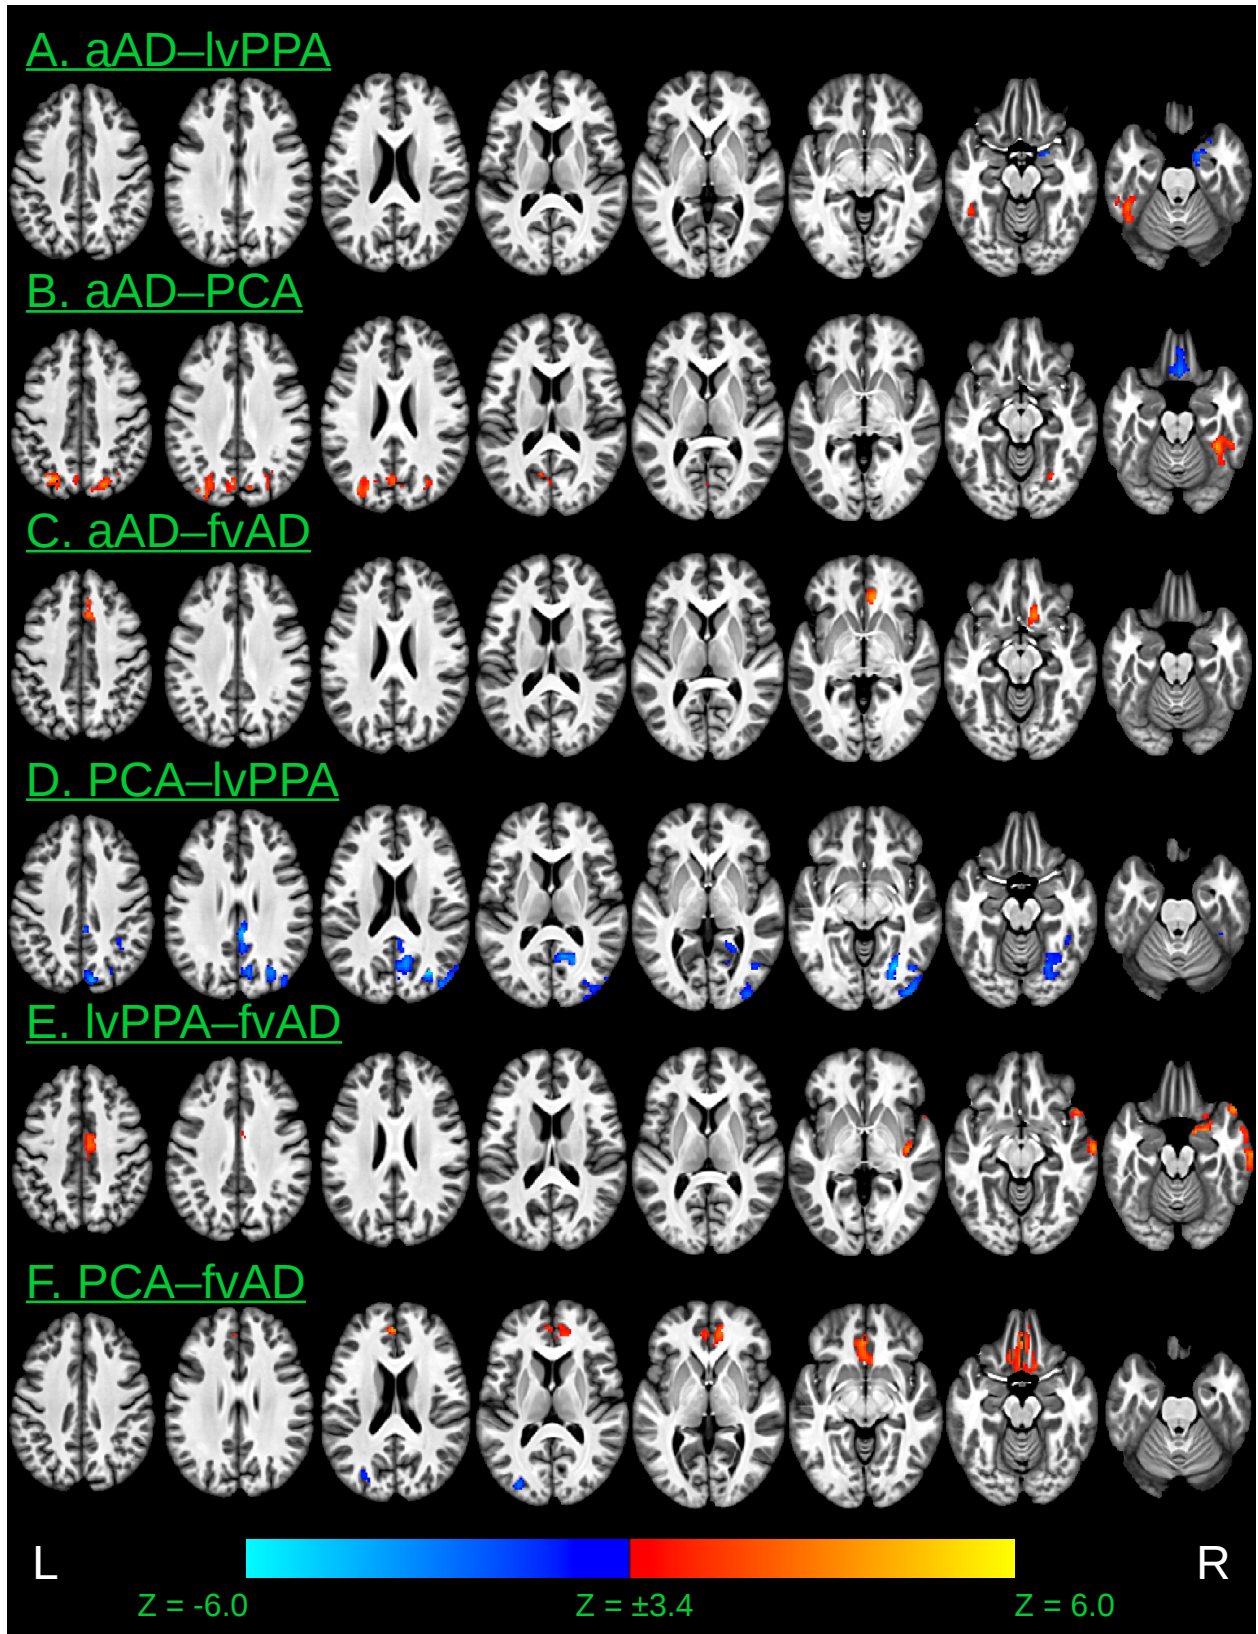 A. aAD–lvPPA
B. aAD–PCA
C. aAD–fvAD
D. PCA–lvPPA
E. lvPPA–fvAD
F. PCA–fvAD
L R
Z = -6.0 Z = ±3.4 Z = 6.0